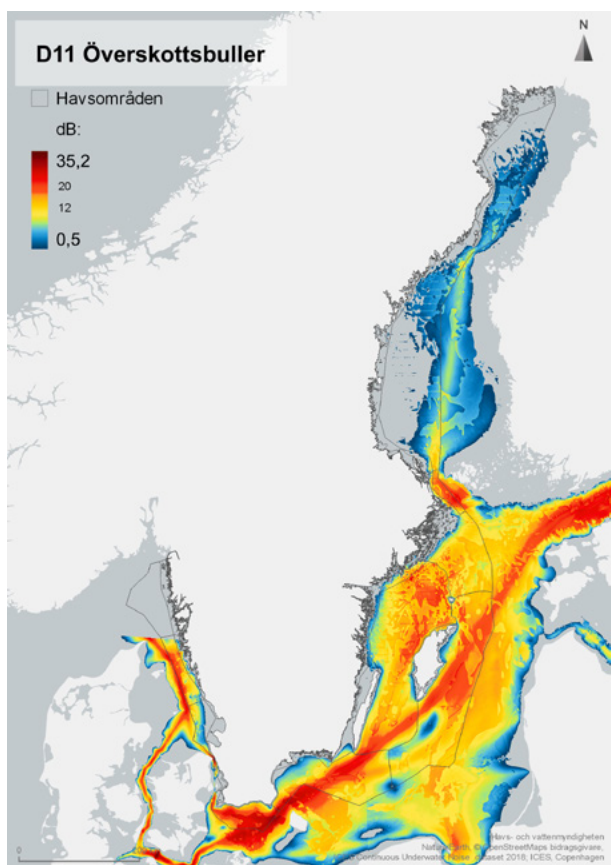 D11 Överskottsbuller
N
Havsområden
dB:
35,2
20
12
0,5
Havs- och vattenmyndigheten
Natural Earth, © OpenStreetMaps bidragsgivare,
Continuous Underwater Noise dataset 2018; ICES, Copenhagen
0